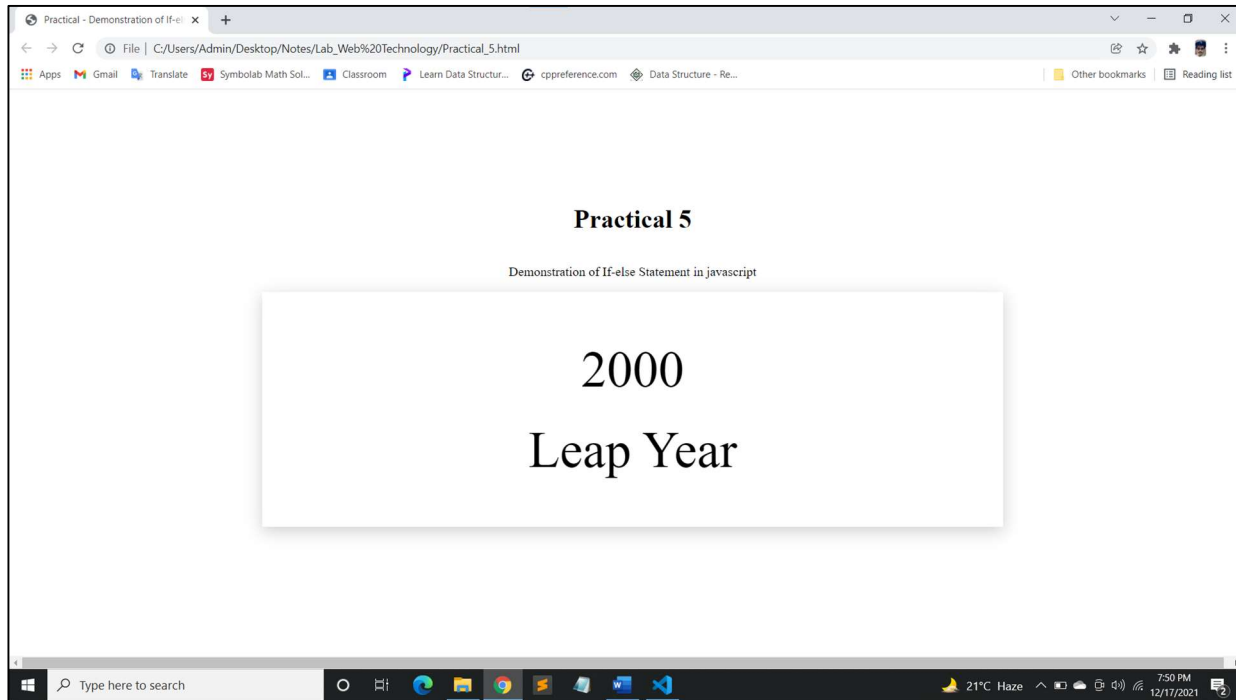 Practical - Demonstration of If-el
File | C:/Users/Admin/Desktop/Notes/Lab_Web%20Technology/Practical_5.html
Apps Gmail Translate Sy Symbolab Math Sol... Classroom Learn Data Structur... cppreference.com Data Structure - Re... Other bookmarks Reading list
Practical 5
Demonstration of If-else Statement in javascript
2000
Leap Year
Type here to search 21°C Haze 7:50 PM
12/17/2021 2